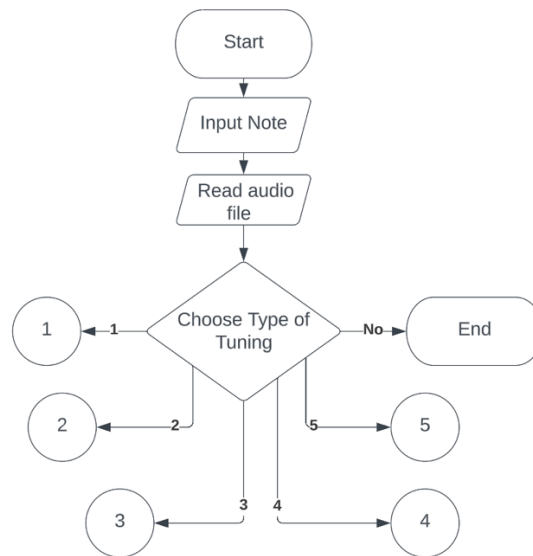 Start
Input Note
Read audio
file
Choose Type of
Tuning
1
1
No
End
2
2
5
5
3
3
4
4